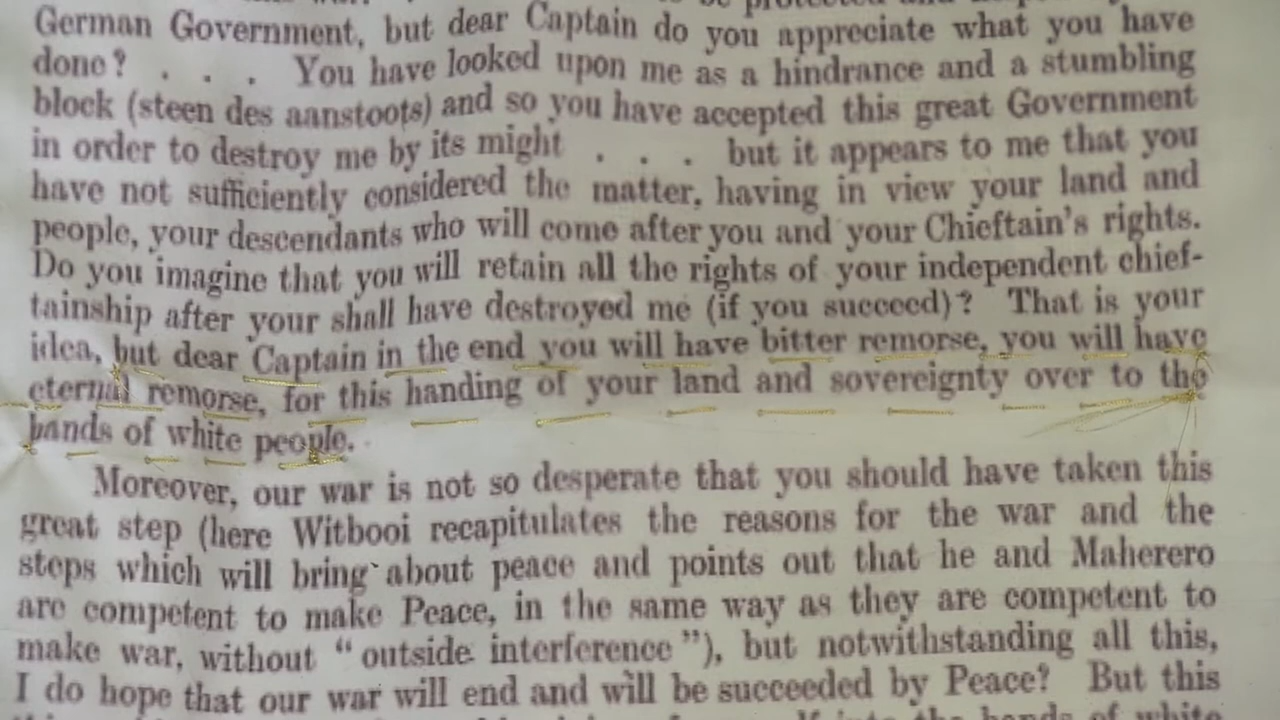 German Government, but dear Captain do you appreciate what you have
done? . . . You have looked upon me as a hindrance and a stumbling
block (steen des aanstoots) and so you have accepted this great Government
in order to destroy me by its might . . . but it appears to me that you
have not sufficiently considered the matter, having in view your land and
people, your descendants who will come after you and your Chieftain's rights.
Do you imagine that you will retain all the rights of your independent chief-
tainship after your shall have destroyed me (if you succeed)? That is your
idea, but dear Captain in the end you will have bitter remorse, you will have
eternal remorse, for this handing of your land and sovereignty over to the
hands of white people.
Moreover, our war is not so desperate that you should have taken this
great step (here Witbooi recapitulates the reasons for the war and the
steps which will bring about peace and points out that he and Maherero
are competent to make Peace, in the same way as they are competent to
make war, without "outside interference"), but notwithstanding all this,
I do hope that our war will end and will be succeeded by Peace? But this